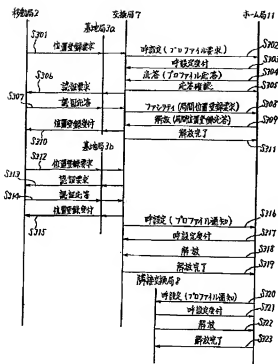 移動局2
交換局7
ホーム局11
S301
基地局3a
位置登録要求
呼設定(プロファイル要求)
S302
呼設定受付
S303
応答(プロファイル応答)
S304
S306
認証要求
応答確認
S305
S307
認証応答
ファシリティ(局間位置登録要求)
S308
位置登録受付
解放(局間位置登録応答)
S309
S310
解放完了
S311
基地局3b
S312
位置登録要求
S313
認証要求
S314
認証応答
位置登録受付
呼設定(プロファイル通知)
S316
S315
呼設定受付
S317
解放
S318
解放完了
S319
隣接交換局8
呼設定(プロファイル通知)
S320
呼設定受付
S321
解放
S322
解放完了
S323